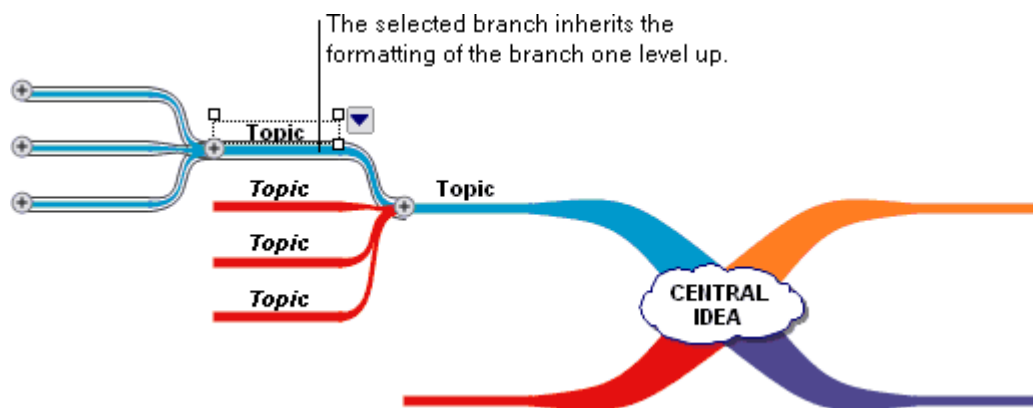 The selected branch inherits the
formatting of the branch one level up.
Topic
Topic
Topic
Topic
Topic
CENTRAL
IDEA